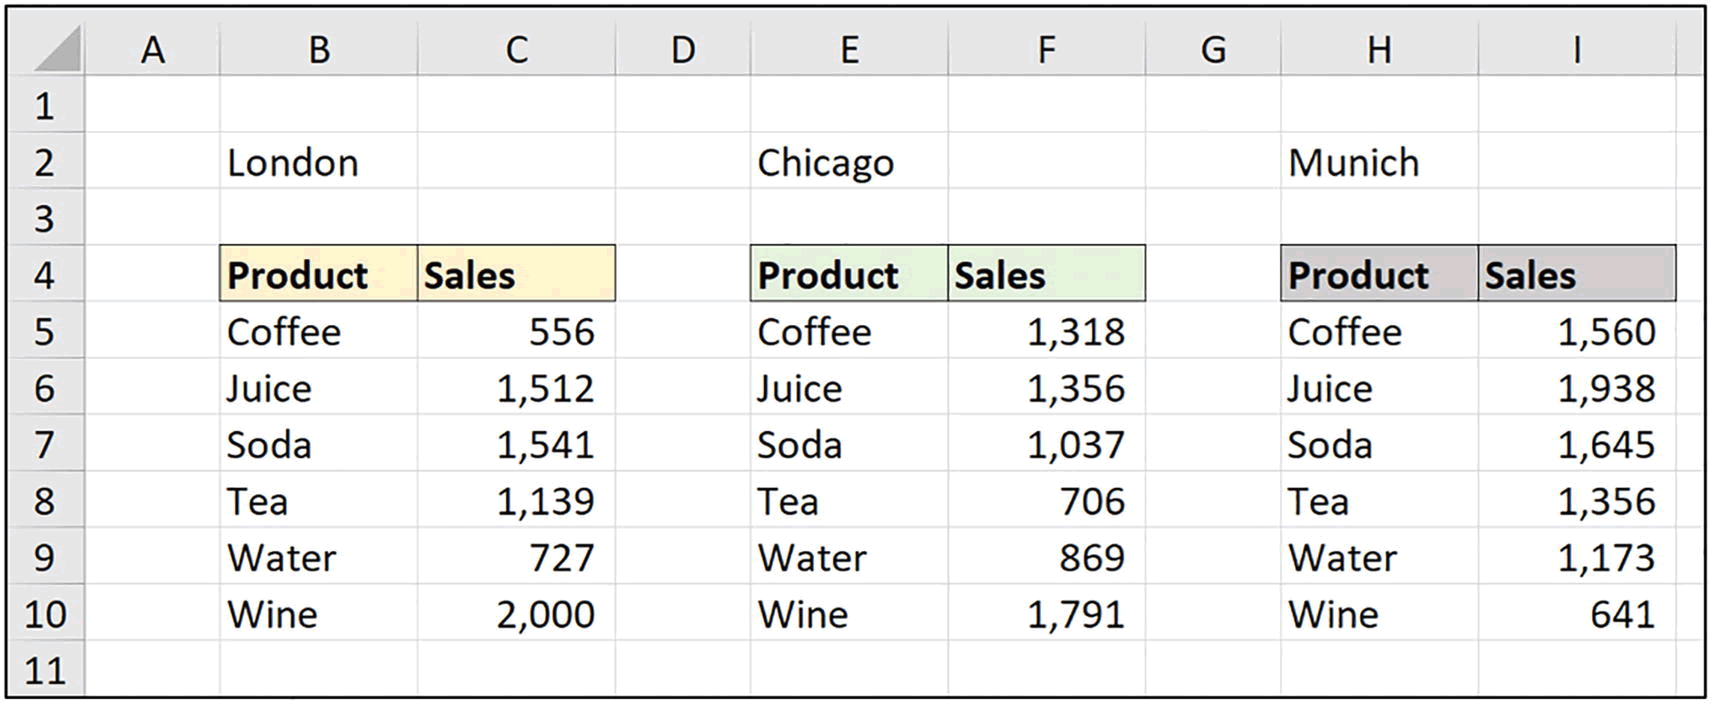 A B C D E F G H I
1
2 London Chicago Munich
3
4 Product Sales Product Sales Product Sales
5 Coffee 556 Coffee 1,318 Coffee 1,560
6 Juice 1,512 Juice 1,356 Juice 1,938
7 Soda 1,541 Soda 1,037 Soda 1,645
8 Tea 1,139 Tea 706 Tea 1,356
9 Water 727 Water 869 Water 1,173
10 Wine 2,000 Wine 1,791 Wine 641
11